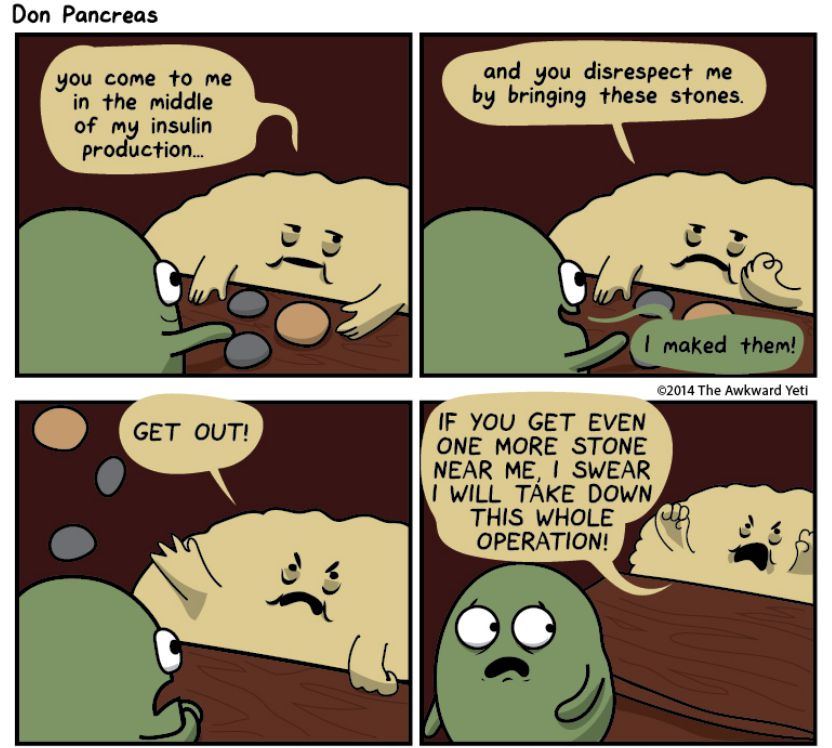 Don Pancreas
you come to me
in the middle
of my insulin
production...
and you disrespect me
by bringing these stones.
I maked them!
©2014 The Awkward Yeti
GET OUT!
IF YOU GET EVEN
ONE MORE STONE
NEAR ME, I SWEAR
I WILL TAKE DOWN
THIS WHOLE
OPERATION!